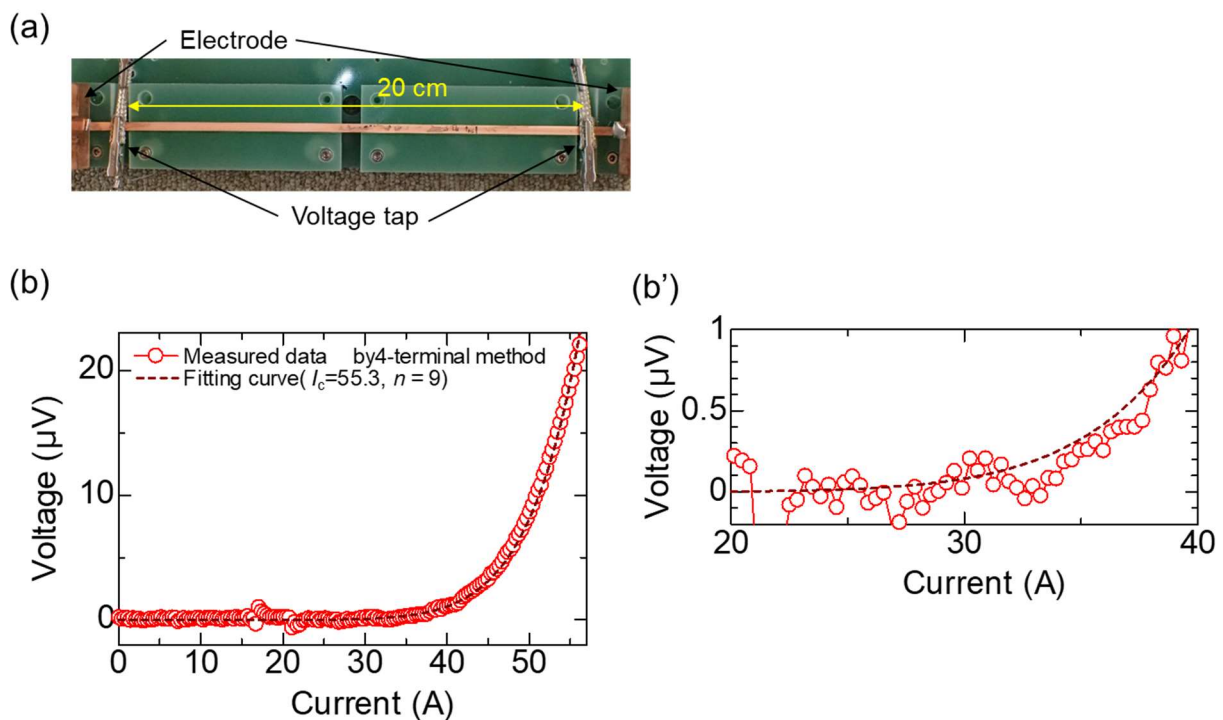 (a)
Electrode
20 cm
Voltage tap
(b)
Measured data by4-terminal method
Fitting curve( Ic=55.3, n = 9)
20
10
0
Voltage (μV)
0 10 20 30 40 50
Current (A)
(b’)
1
0.5
0
Voltage (μV)
20 30 40
Current (A)